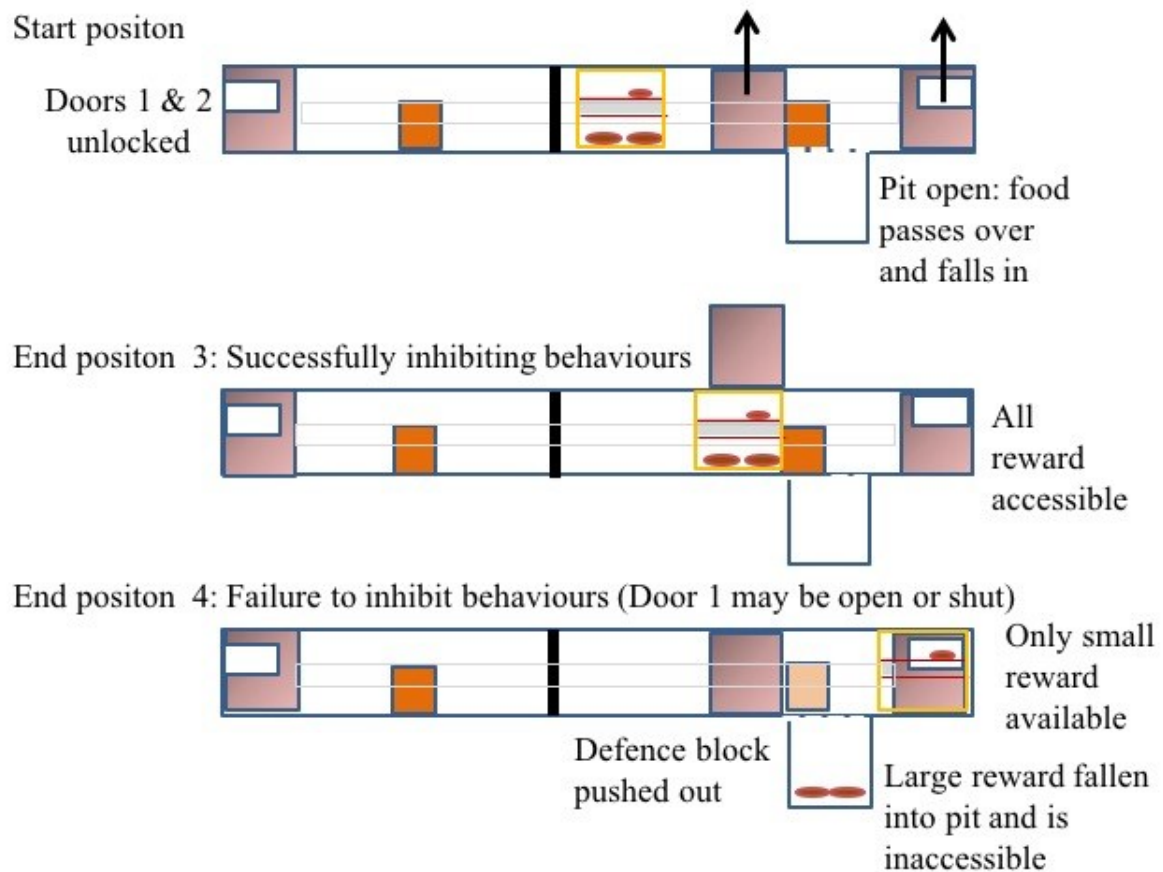 Start positon
Doors 1 & 2
unlocked
Pit open: food
passes over
and falls in
End positon  3: Successfully inhibiting behaviours
All
reward
accessible
End positon  4: Failure to inhibit behaviours (Door 1 may be open or shut)
Only small
reward
available
Defence block
pushed out
Large reward fallen
into pit and is
inaccessible